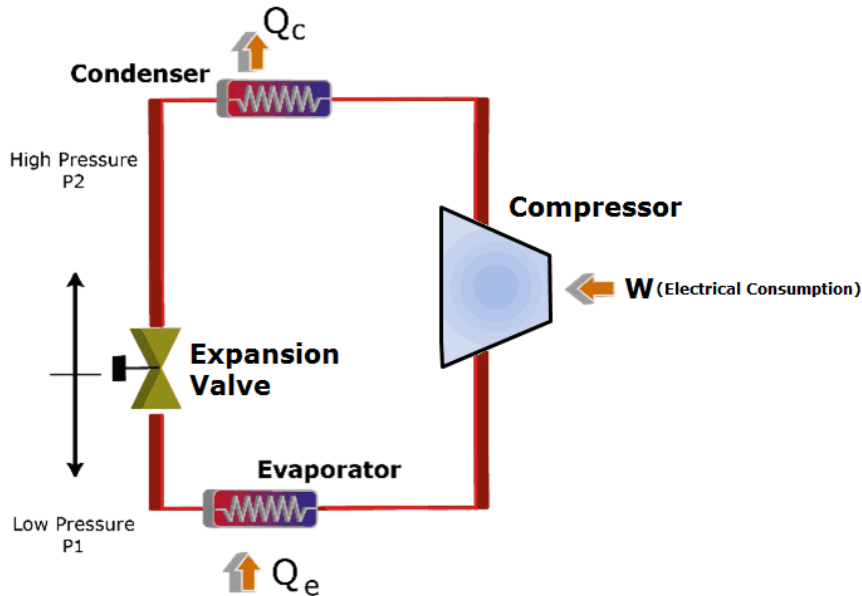 Qc
Condenser
High Pressure
P2
Compressor
W (Electrical Consumption)
Expansion
Valve
Evaporator
Low Pressure
P1
Qe